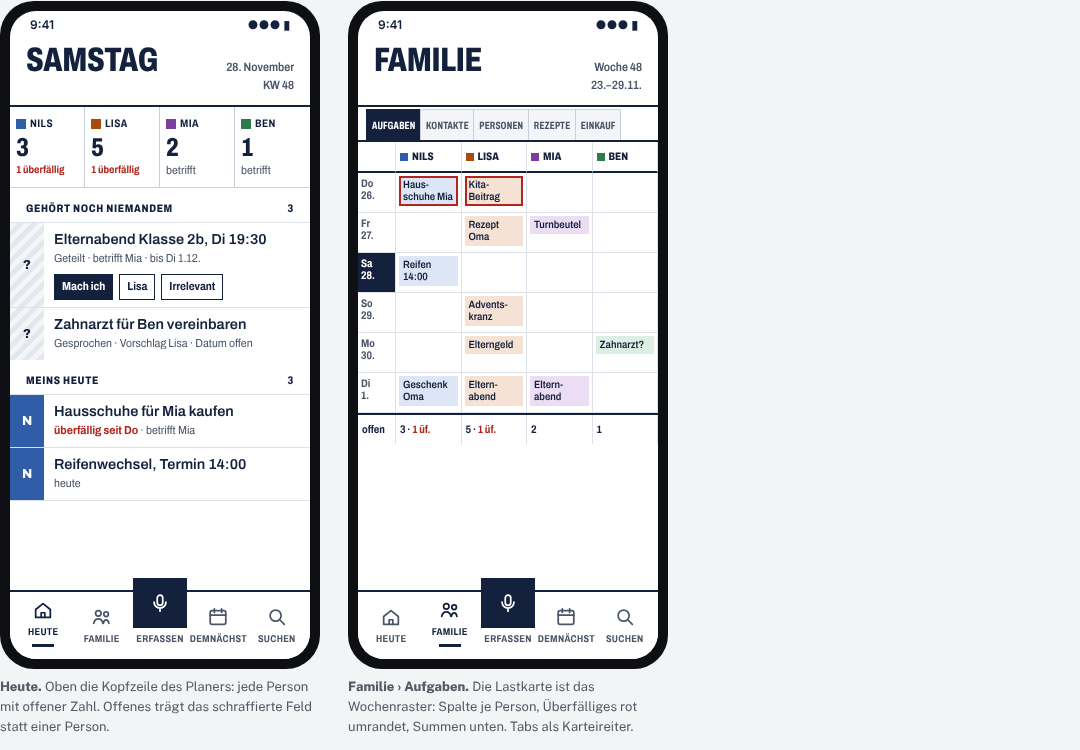 9:41
SAMSTAG
28. November
KW 48
NILS
3
1 überfällig
LISA
5
1 überfällig
MIA
2
betrifft
BEN
1
betrifft
GEHÖRT NOCH NIEMANDEM 3
?
Elternabend Klasse 2b, Di 19:30
Geteilt · betrifft Mia · bis Di 1.12.
Mach ich Lisa Irrelevant
?
Zahnarzt für Ben vereinbaren
Gesprochen · Vorschlag Lisa · Datum offen
MEINS HEUTE 3
N
Hausschuhe für Mia kaufen
überfällig seit Do · betrifft Mia
N
Reifenwechsel, Termin 14:00
heute
HEUTE FAMILIE ERFASSEN DEMNÄCHST SUCHEN
Heute. Oben die Kopfzeile des Planers: jede Person
mit offener Zahl. Offenes trägt das schraffierte Feld
statt einer Person.
9:41
FAMILIE
Woche 48
23.–29.11.
AUFGABEN KONTAKTE PERSONEN REZEPTE EINKAUF
NILS LISA MIA BEN
Do
26.
Haus-
schuhe Mia
Kita-
Beitrag
Fr
27.
Rezept
Oma
Turnbeutel
Sa
28.
Reifen
14:00
So
29.
Advents-
kranz
Mo
30.
Elterngeld
Zahnarzt?
Di
1.
Geschenk
Oma
Eltern-
abend
Eltern-
abend
offen 3 · 1 üf. 5 · 1 üf. 2 1
HEUTE FAMILIE ERFASSEN DEMNÄCHST SUCHEN
Familie › Aufgaben. Die Lastkarte ist das
Wochenraster: Spalte je Person, Überfälliges rot
umrandet, Summen unten. Tabs als Karteireiter.